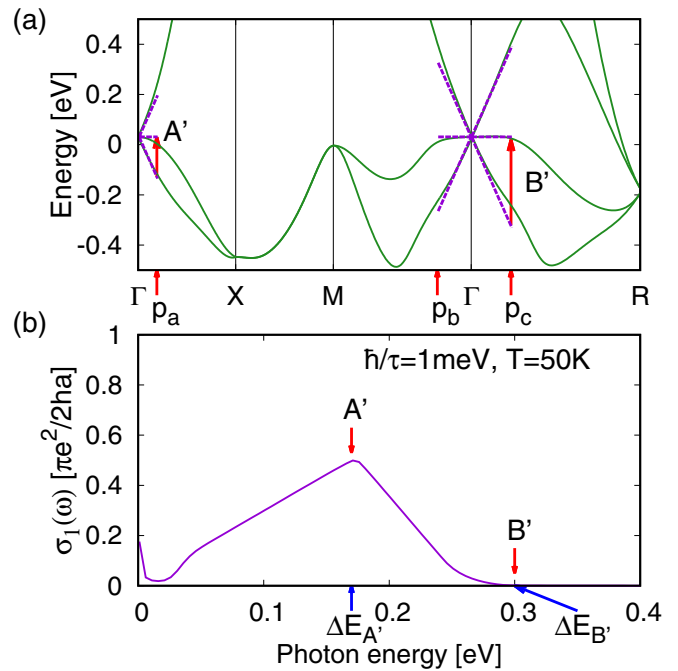 (a)
Energy [eV]
0.4
0.2
0
-0.2
-0.4
A'
B'
Γ pₐ X M p_b Γ p_c R
(b)
σ₁(ω) [πe²/2ha]
1
0.8
0.6
0.4
0.2
0
ħ/τ=1meV, T=50K
A'
B'
0 0.1 0.2 0.3 0.4
ΔE_A' ΔE_B'
Photon energy [eV]